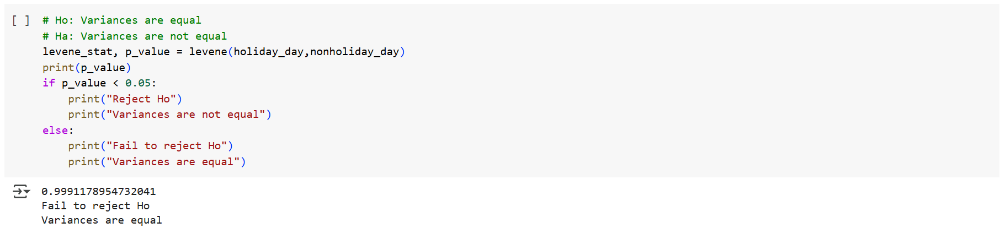 [ ] # Ho: Variances are equal
# Ha: Variances are not equal
levene_stat, p_value = levene(holiday_day,nonholiday_day)
print(p_value)
if p_value < 0.05:
    print("Reject Ho")
    print("Variances are not equal")
else:
    print("Fail to reject Ho")
    print("Variances are equal")
0.9991178954732041
Fail to reject Ho
Variances are equal